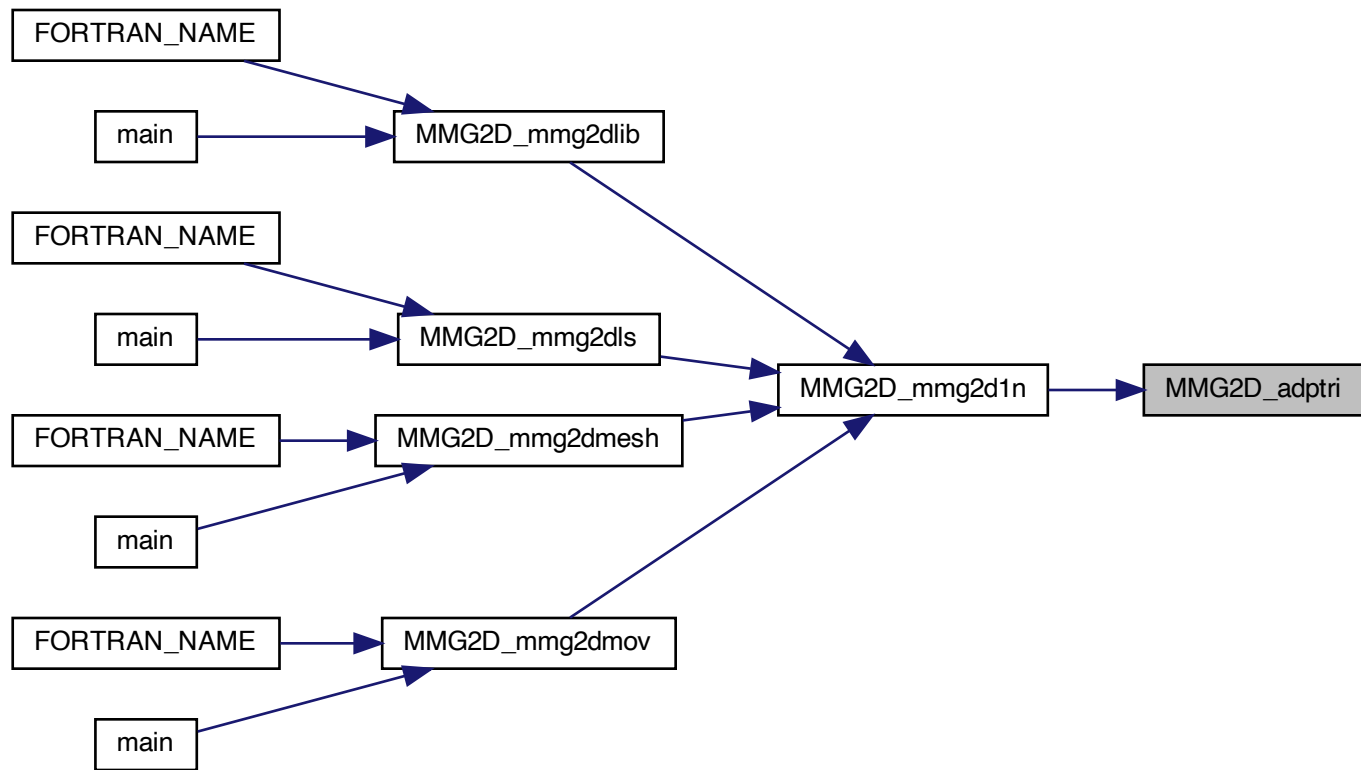 FORTRAN_NAME
main
MMG2D_mmg2dlib
FORTRAN_NAME
main
MMG2D_mmg2dls
MMG2D_mmg2d1n
MMG2D_adptri
FORTRAN_NAME
MMG2D_mmg2dmesh
main
FORTRAN_NAME
MMG2D_mmg2dmov
main